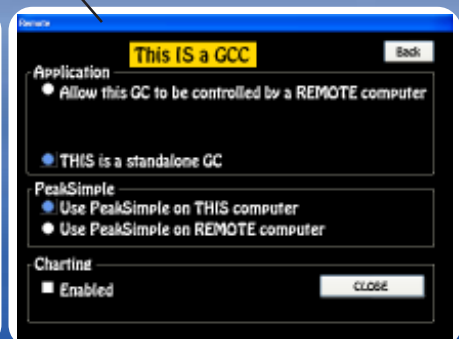 Remote
This IS a GCC
Back
Application
Allow this GC to be controlled by a REMOTE computer
THIS is a standalone GC
PeakSimple
Use PeakSimple on THIS computer
Use PeakSimple on REMOTE computer
Charting
Enabled
CLOSE